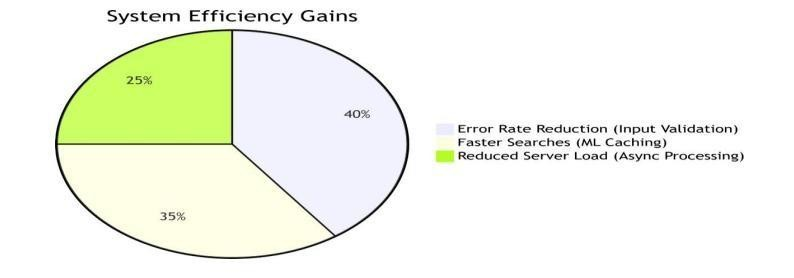 System Efficiency Gains
25%
40%
35%
Error Rate Reduction (Input Validation)
Faster Searches (ML Caching)
Reduced Server Load (Async Processing)